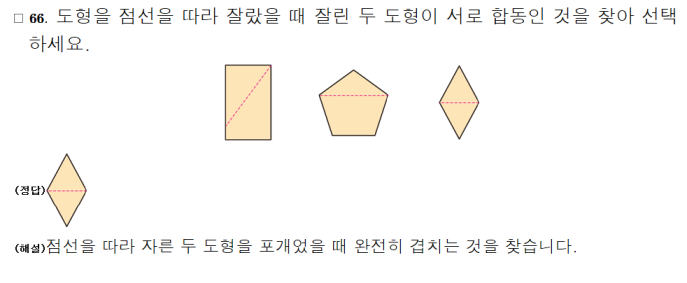 □ 66. 도형을 점선을 따라 잘랐을 때 잘린 두 도형이 서로 합동인 것을 찾아 선택
하세요.
(정답)
(해설)점선을 따라 자른 두 도형을 포개었을 때 완전히 겹치는 것을 찾습니다.